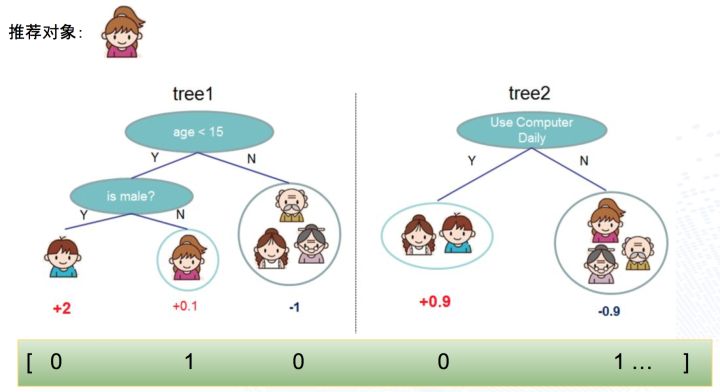 推荐对象：
tree1
tree2
age < 15
Use Computer
Daily
Y
N
Y
N
is male?
Y
N
+2
+0.1
-1
+0.9
-0.9
[ 0 1 0 0 1 ... ]